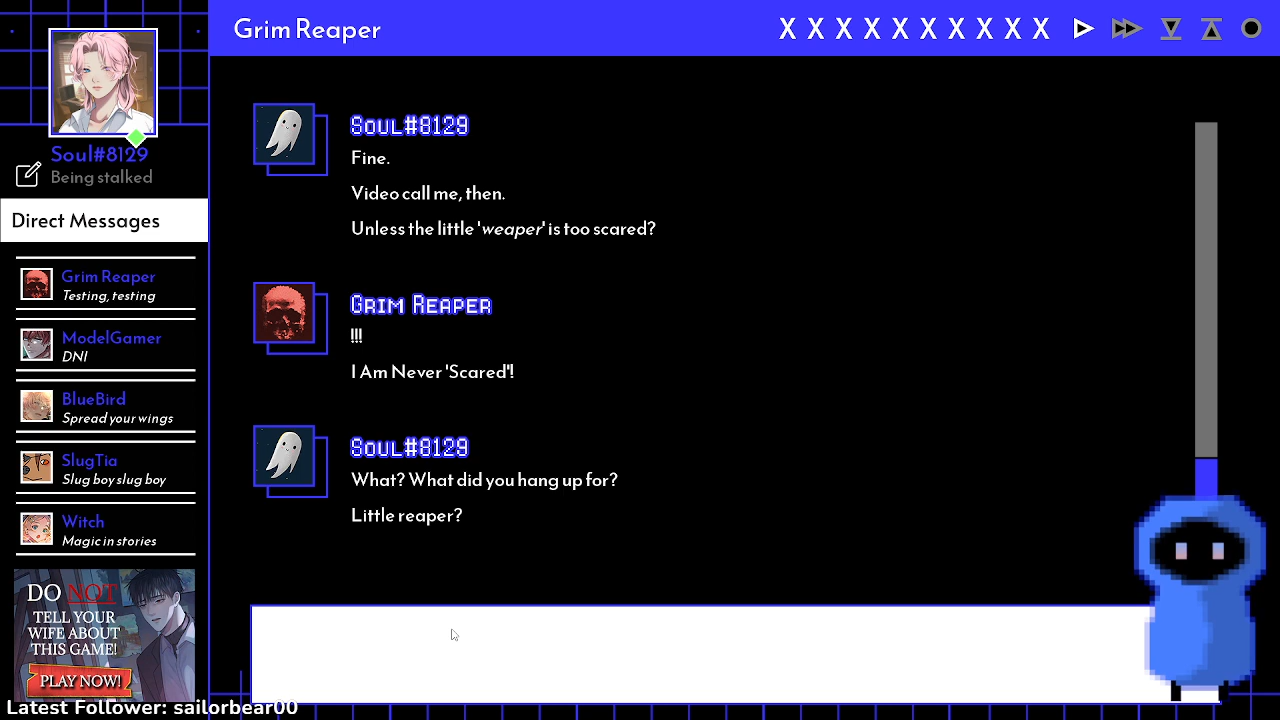 Grim Reaper
X X X X X X X X X X
Soul#8129
Being stalked
Direct Messages
Grim Reaper
Testing, testing
ModelGamer
DNI
BlueBird
Spread your wings
SlugTia
Slug boy slug boy
Witch
Magic in stories
DO NOT
TELL YOUR
WIFE ABOUT
THIS GAME!
PLAY NOW!
Latest Follower: sailorbear00
Soul#8129
Fine.
Video call me, then.
Unless the little 'weaper' is too scared?
Grim Reaper
!!!
I Am Never 'Scared'!
Soul#8129
What? What did you hang up for?
Little reaper?